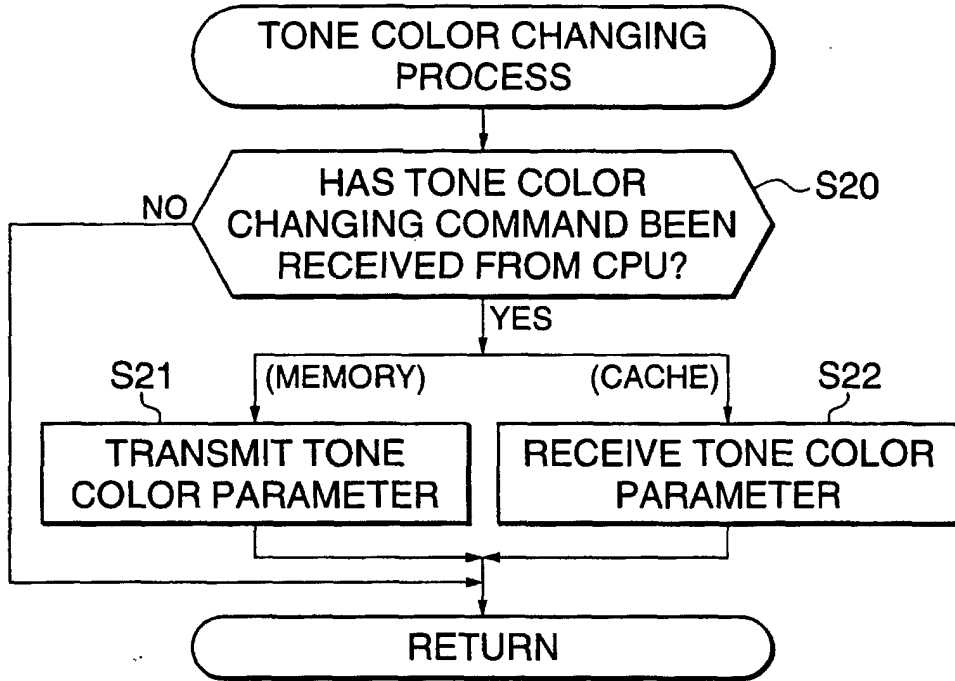 TONE COLOR CHANGING
PROCESS
HAS TONE COLOR
CHANGING COMMAND BEEN
RECEIVED FROM CPU?
S20
NO
YES
S21
(MEMORY)
(CACHE)
S22
TRANSMIT TONE
COLOR PARAMETER
RECEIVE TONE COLOR
PARAMETER
RETURN